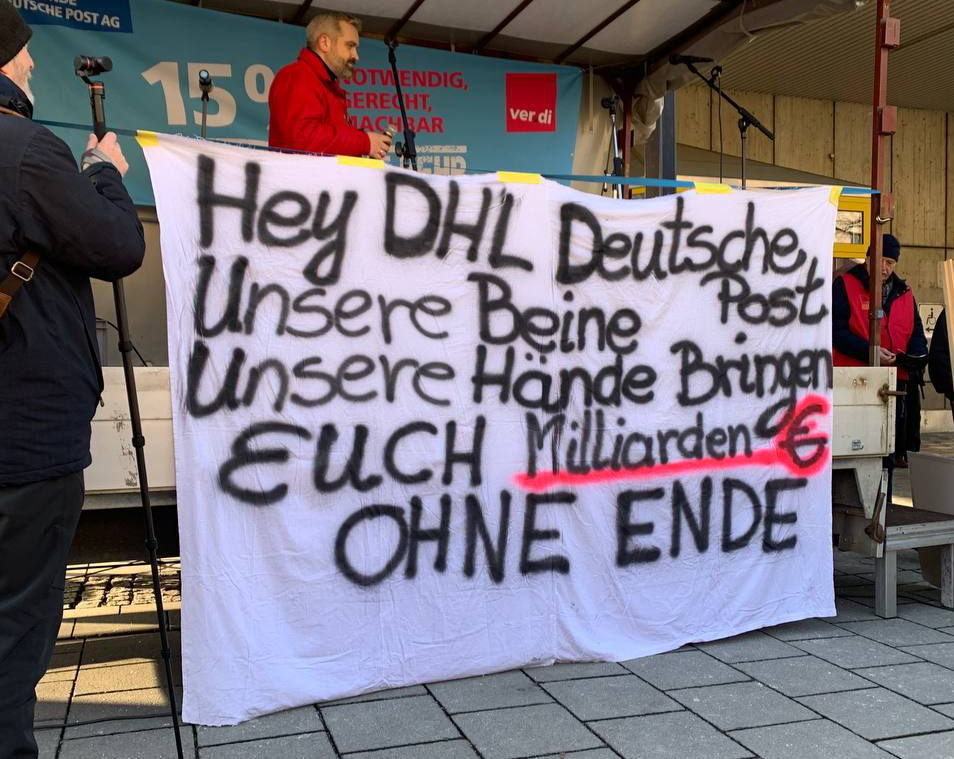 DEUTSCHE POST AG
15%
NOTWENDIG,
GERECHT,
MACHBAR
ver.di
Hey DHL Deutsche
Post
Unsere Beine
Unsere Hände Bringen
EUCH Milliarden €
OHNE ENDE